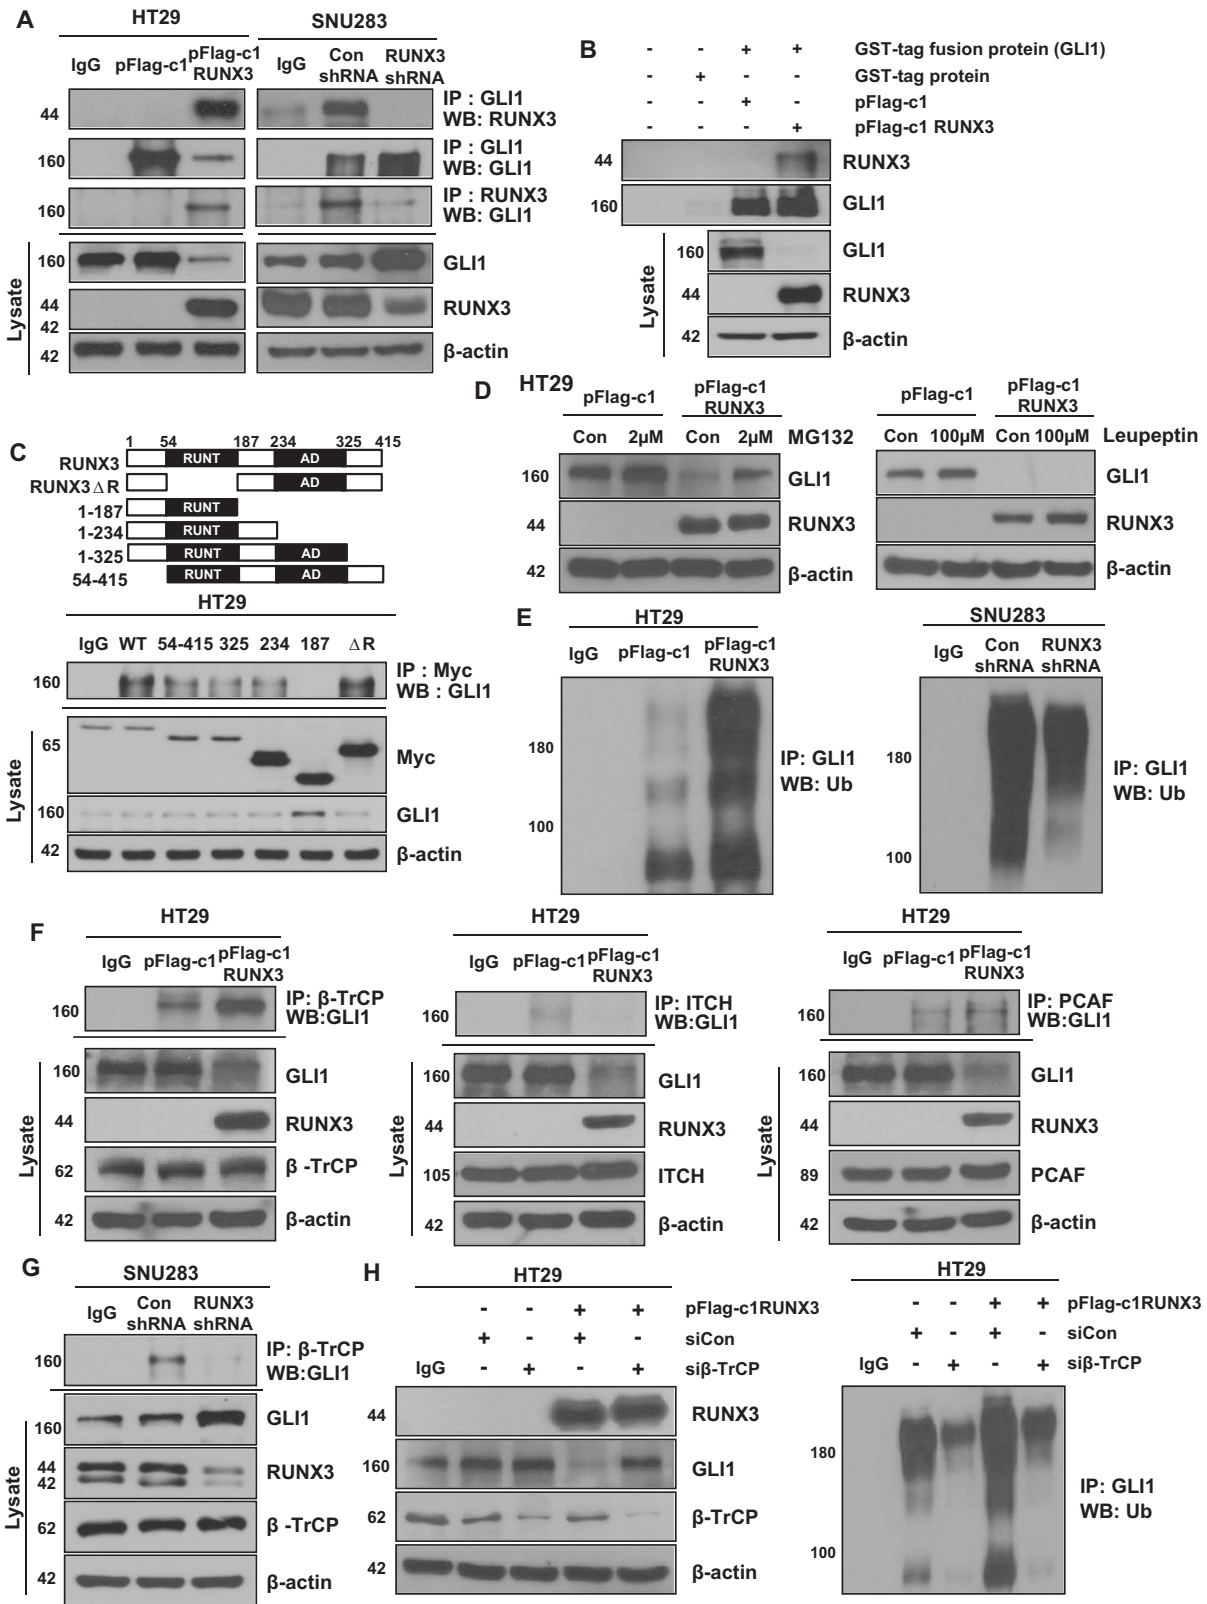 A
HT29
SNU283
IgG pFlag-c1 pFlag-c1 RUNX3
IgG Con shRNA RUNX3 shRNA
44
IP : GLI1
WB: RUNX3
160
IP : GLI1
WB: GLI1
160
IP : RUNX3
WB: GLI1
Lysate
160
GLI1
44
42
RUNX3
42
β-actin
B
- - + + GST-tag fusion protein (GLI1)
- + - - GST-tag protein
- - + - pFlag-c1
- - - + pFlag-c1 RUNX3
44 RUNX3
160 GLI1
Lysate
160 GLI1
44 RUNX3
42 β-actin
C
1 54 187 234 325 415
RUNX3 RUNT AD
RUNX3ΔR AD
1-187 RUNT
1-234 RUNT
1-325 RUNT AD
54-415 RUNT AD
HT29
IgG WT 54-415 325 234 187 ΔR
160
IP : Myc
WB : GLI1
Lysate
65 Myc
160 GLI1
42 β-actin
D
HT29
pFlag-c1
pFlag-c1
RUNX3
Con 2μM Con 2μM MG132
160 GLI1
44 RUNX3
42 β-actin
pFlag-c1
pFlag-c1
RUNX3
Con 100μM Con 100μM Leupeptin
GLI1
RUNX3
β-actin
E
HT29
IgG pFlag-c1 pFlag-c1 RUNX3
180
100
IP: GLI1
WB: Ub
SNU283
IgG Con shRNA RUNX3 shRNA
180
100
IP: GLI1
WB: Ub
F
HT29
IgG pFlag-c1 pFlag-c1 RUNX3
160
IP: β-TrCP
WB:GLI1
Lysate
160 GLI1
44 RUNX3
62 β -TrCP
42 β-actin
HT29
IgG pFlag-c1 pFlag-c1 RUNX3
160
IP: ITCH
WB:GLI1
Lysate
160 GLI1
44 RUNX3
105 ITCH
42 β-actin
HT29
IgG pFlag-c1 pFlag-c1 RUNX3
160
IP: PCAF
WB:GLI1
Lysate
160 GLI1
44 RUNX3
89 PCAF
42 β-actin
G
SNU283
IgG Con shRNA RUNX3 shRNA
160
IP: β-TrCP
WB:GLI1
Lysate
160 GLI1
44
42
RUNX3
62 β -TrCP
42 β-actin
H
HT29
- - + + pFlag-c1RUNX3
+ - + - siCon
IgG - + - + siβ-TrCP
44 RUNX3
160 GLI1
62 β-TrCP
42 β-actin
HT29
- - + + pFlag-c1RUNX3
+ - + - siCon
IgG - + - + siβ-TrCP
180
100
IP: GLI1
WB: Ub